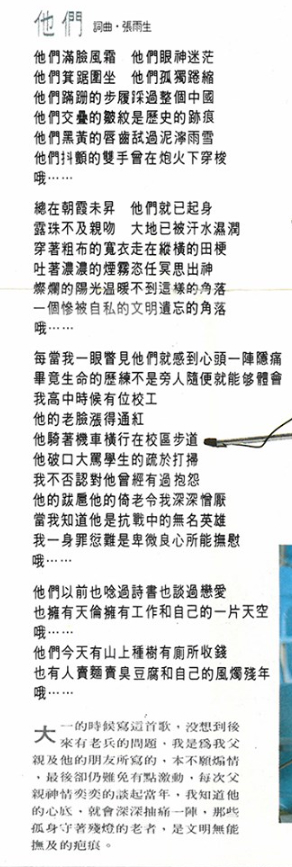 他們 詞曲・張雨生
他們滿臉風霜　他們眼神迷茫
他們箕踞圍坐　他們孤獨踡縮
他們蹣跚的步履踩過整個中國
他們交疊的皺紋是歷史的跡痕
他們黑黃的唇齒舐過泥濘雨雪
他們抖顫的雙手曾在炮火下穿梭
哦……
總在朝霞未昇　他們就已起身
露珠不及親吻　大地已被汗水濕潤
穿著粗布的寬衣走在縱橫的田梗
吐著濃濃的煙霧恣任冥思出神
燦爛的陽光温暖不到這樣的角落
一個慘被自私的文明遺忘的角落
哦……
每當我一眼瞥見他們就感到心頭一陣隱痛
畢竟生命的歷練不是旁人隨便就能够體會
我高中時候有位校工
他的老臉漲得通紅
他騎著機車橫行在校區步道
他破口大罵學生的疏於打掃
我不否認對他曾經有過抱怨
他的跋扈他的倚老令我深深憎厭
當我知道他是抗戰中的無名英雄
我一身罪愆難是卑微良心所能撫慰
哦……
他們以前也唸過詩書也談過戀愛
也擁有天倫擁有工作和自己的一片天空
哦……
他們今天有山上種樹有廁所收錢
也有人賣麵賣臭豆腐和自己的風燭殘年
哦……
大一的時候寫這首歌，没想到後
來有老兵的問題，我是爲我父
親及他的朋友所寫的，本不願煽情
，最後卻仍難免有點激動，每次父
親神情奕奕的談起當年，我知道他
的心底，就會深深抽痛一陣，那些
孤身守著殘燈的老者，是文明無能
撫及的疤痕。